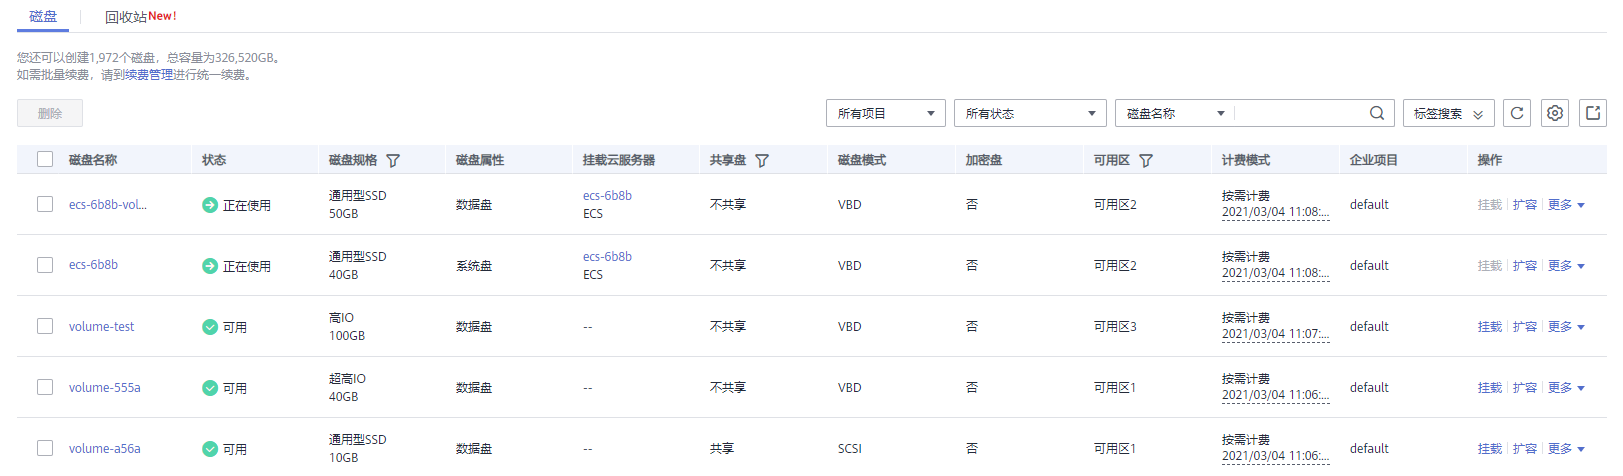 磁盘 回收站New!
您还可以创建1,972个磁盘，总容量为326,520GB。
如需批量续费，请到续费管理进行统一续费。
删除 所有项目 所有状态 磁盘名称 标签搜索
磁盘名称 状态 磁盘规格 磁盘属性 挂载云服务器 共享盘 磁盘模式 加密盘 可用区 计费模式 企业项目 操作
ecs-6b8b-vol... 正在使用 通用型SSD 50GB 数据盘 ecs-6b8b ECS 不共享 VBD 否 可用区2 按需计费 2021/03/04 11:08:... default 挂载 扩容 更多
ecs-6b8b 正在使用 通用型SSD 40GB 系统盘 ecs-6b8b ECS 不共享 VBD 否 可用区2 按需计费 2021/03/04 11:08:... default 挂载 扩容 更多
volume-test 可用 高IO 100GB 数据盘 -- 不共享 VBD 否 可用区3 按需计费 2021/03/04 11:07:... default 挂载 扩容 更多
volume-555a 可用 超高IO 40GB 数据盘 -- 不共享 VBD 否 可用区1 按需计费 2021/03/04 11:06:... default 挂载 扩容 更多
volume-a56a 可用 通用型SSD 10GB 数据盘 -- 共享 SCSI 否 可用区1 按需计费 2021/03/04 11:06:... default 挂载 扩容 更多